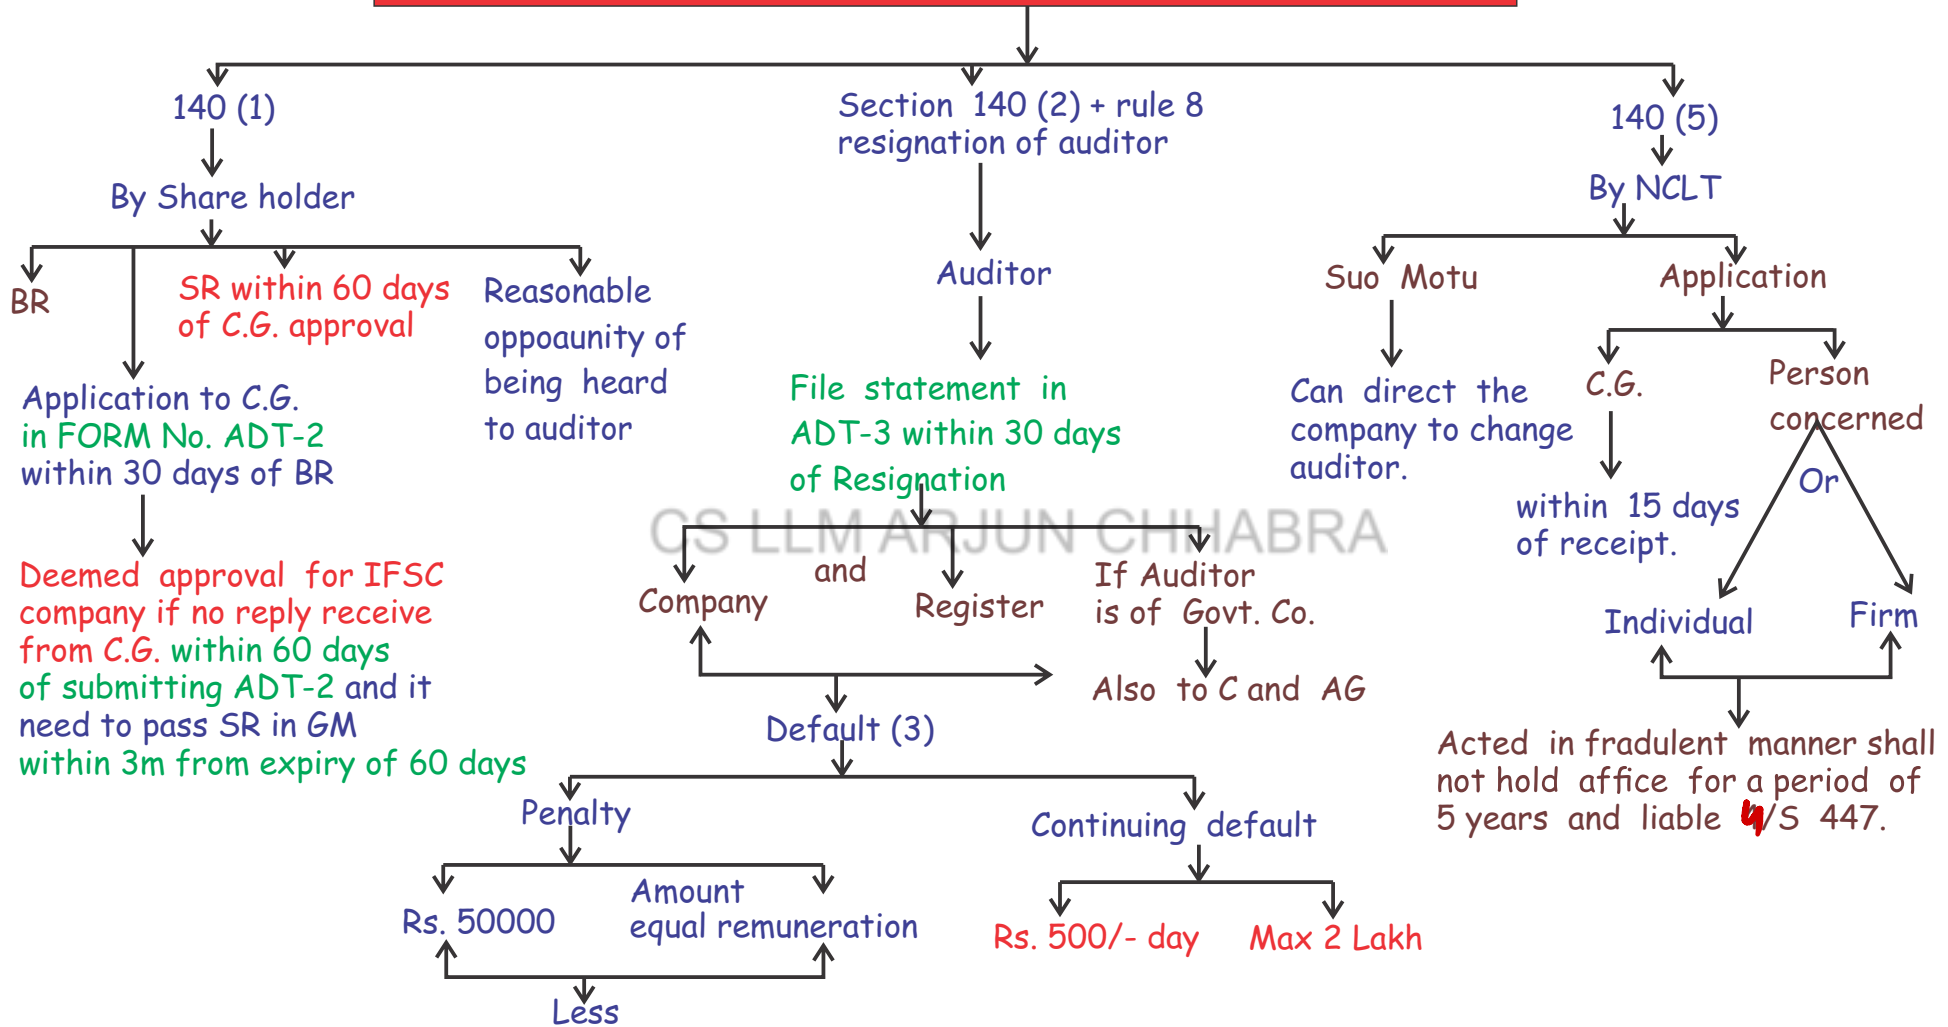 140 (1)
By Share holder
BR
Application to C.G.
in FORM No. ADT-2
within 30 days of BR
Deemed approval for IFSC
company if no reply receive
from C.G. within 60 days
of submitting ADT-2 and it
need to pass SR in GM
within 3m from expiry of 60 days
SR within 60 days
of C.G. approval
Reasonable
oppoaunity of
being heard
to auditor
Section 140 (2) + rule 8
resignation of auditor
Auditor
File statement in
ADT-3 within 30 days
of Resignation
CS LLM ARJUN CHHABRA
Company
and
Register
If Auditor
is of Govt. Co.
Also to C and AG
Default (3)
Penalty
Rs. 50000
Amount
equal remuneration
Less
Continuing default
Rs. 500/- day
Max 2 Lakh
140 (5)
By NCLT
Suo Motu
Can direct the
company to change
auditor.
Application
C.G.
within 15 days
of receipt.
Person
concerned
Or
Individual
Firm
Acted in fradulent manner shall
not hold affice for a period of
5 years and liable u/S 447.